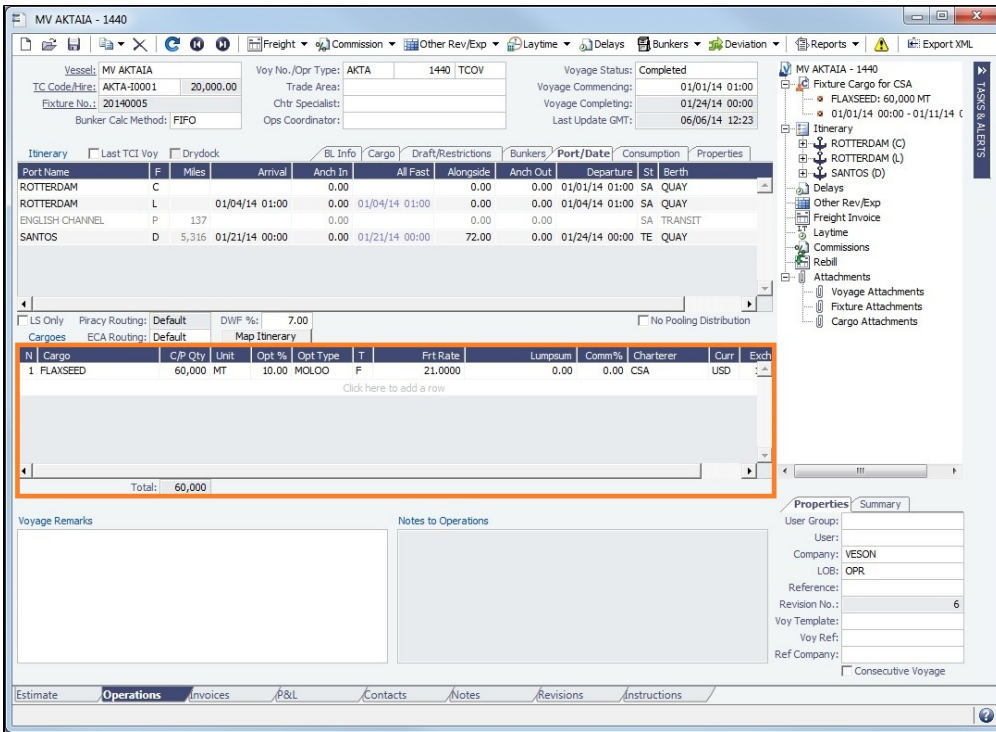 MV AKTAIA - 1440
Freight Commission Other Rev/Exp Laytime Delays Bunkers Deviation Reports Export XML
Vessel: MV AKTAIA Voy No./Opr Type: AKTA 1440 TCOV Voyage Status: Completed
TC Code/Hire: AKTA-I0001 20,000.00 Trade Area: Voyage Commencing: 01/01/14 01:00
Fixture No.: 20140005 Chtr Specialist: Voyage Completing: 01/24/14 00:00
Bunker Calc Method: FIFO Ops Coordinator: Last Update GMT: 06/06/14 12:23
Itinerary Last TCI Voy Drydock BL Info Cargo Draft/Restrictions Bunkers Port/Date Consumption Properties
Port Name F Miles Arrival Anch In All Fast Alongside Anch Out Departure St Berth
ROTTERDAM C 0.00 0.00 0.00 01/01/14 01:00 SA QUAY
ROTTERDAM L 01/04/14 01:00 0.00 01/04/14 01:00 0.00 0.00 01/04/14 01:00 SA QUAY
ENGLISH CHANNEL P 137 0.00 0.00 0.00 SA TRANSIT
SANTOS D 5,316 01/21/14 00:00 0.00 01/21/14 00:00 72.00 0.00 01/24/14 00:00 TE QUAY
LS Only Piracy Routing: Default DWF %: 7.00 No Pooling Distribution
Cargoes ECA Routing: Default Map Itinerary
N Cargo C/P Qty Unit Opt % Opt Type T Frt Rate Lumpsum Comm% Charterer Curr Exch
1 FLAXSEED 60,000 MT 10.00 MOLOO F 21.0000 0.00 0.00 CSA USD
Click here to add a row
Total: 60,000
Voyage Remarks Notes to Operations
MV AKTAIA - 1440
Fixture Cargo for CSA
FLAXSEED: 60,000 MT
01/01/14 00:00 - 01/11/14
Itinerary
ROTTERDAM (C)
ROTTERDAM (L)
SANTOS (D)
Delays
Other Rev/Exp
Freight Invoice
LT Laytime
Commissions
Rebill
Attachments
Voyage Attachments
Fixture Attachments
Cargo Attachments
TASKS & ALERTS
Properties Summary
User Group:
User:
Company: VESON
LOB: OPR
Reference:
Revision No.: 6
Voy Template:
Voy Ref:
Ref Company:
Consecutive Voyage
Estimate Operations Invoices P&L Contacts Notes Revisions Instructions